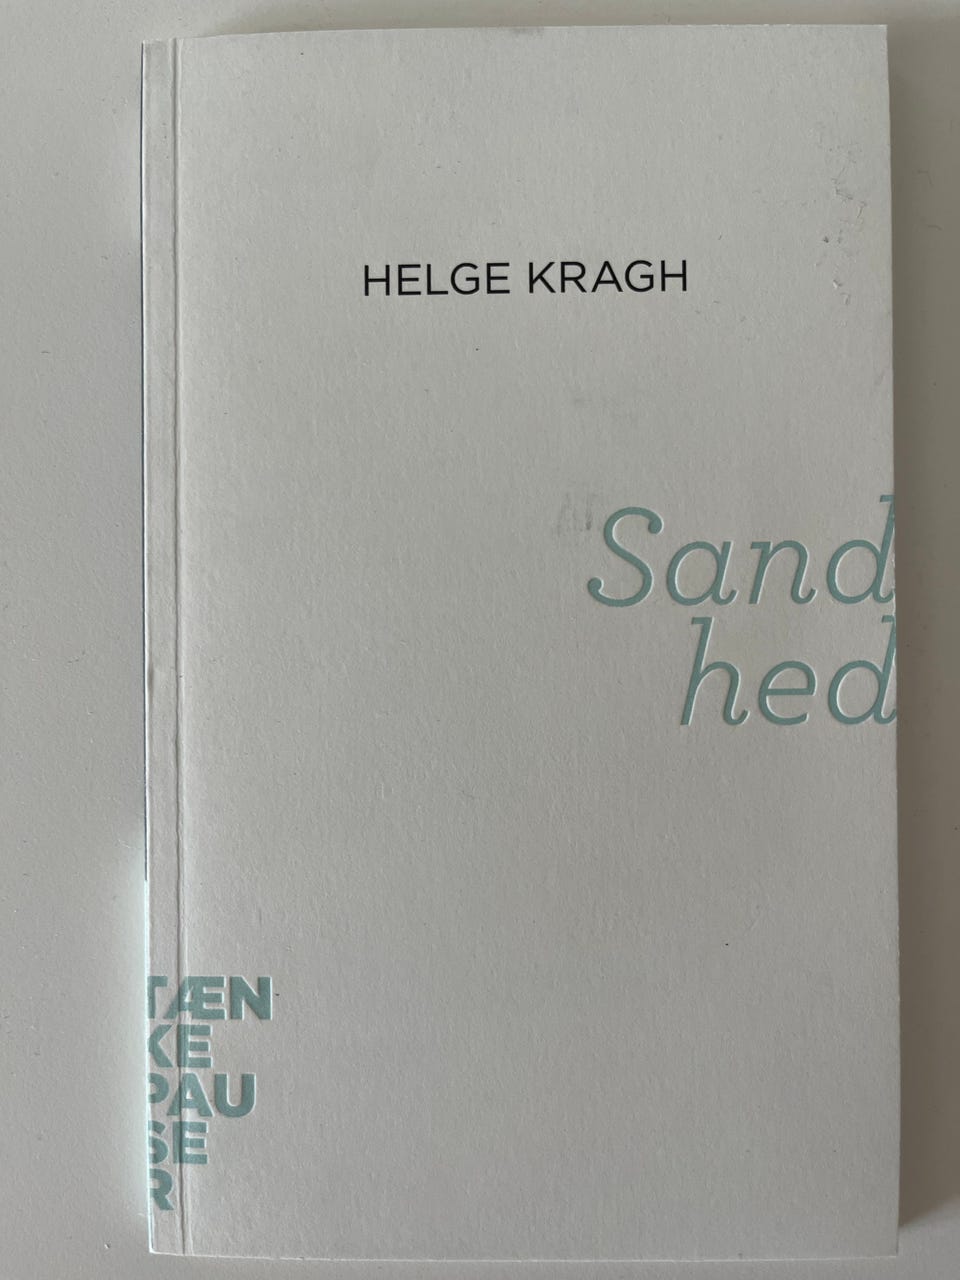 HELGE KRAGH
Sand
hed
TÆN
KE
PAU
SE
R